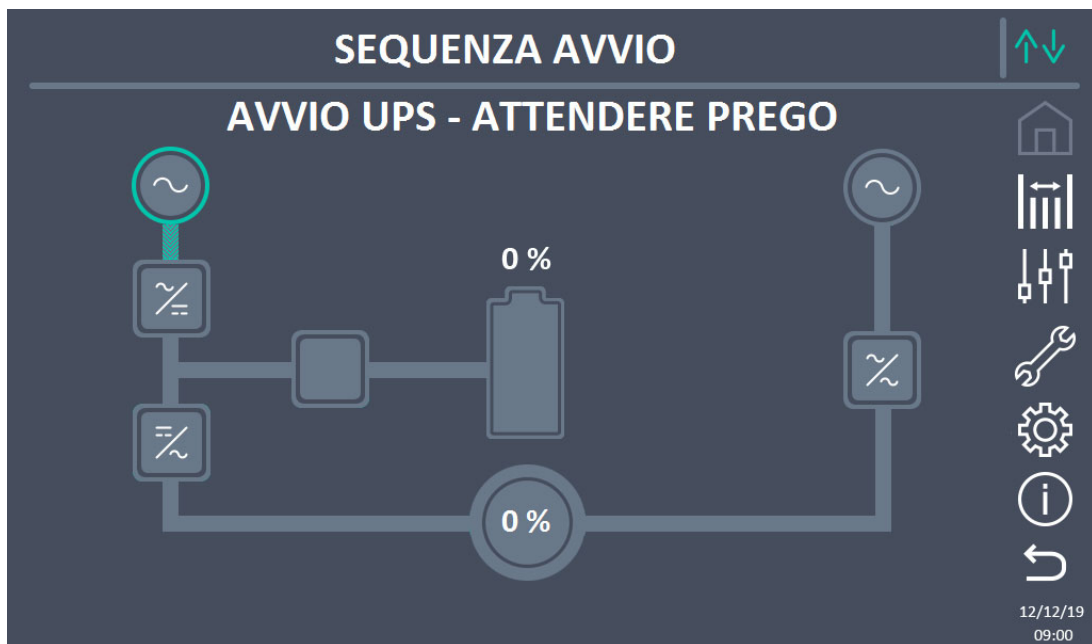 SEQUENZA AVVIO
AVVIO UPS - ATTENDERE PREGO
0 %
0 %
12/12/19
09:00